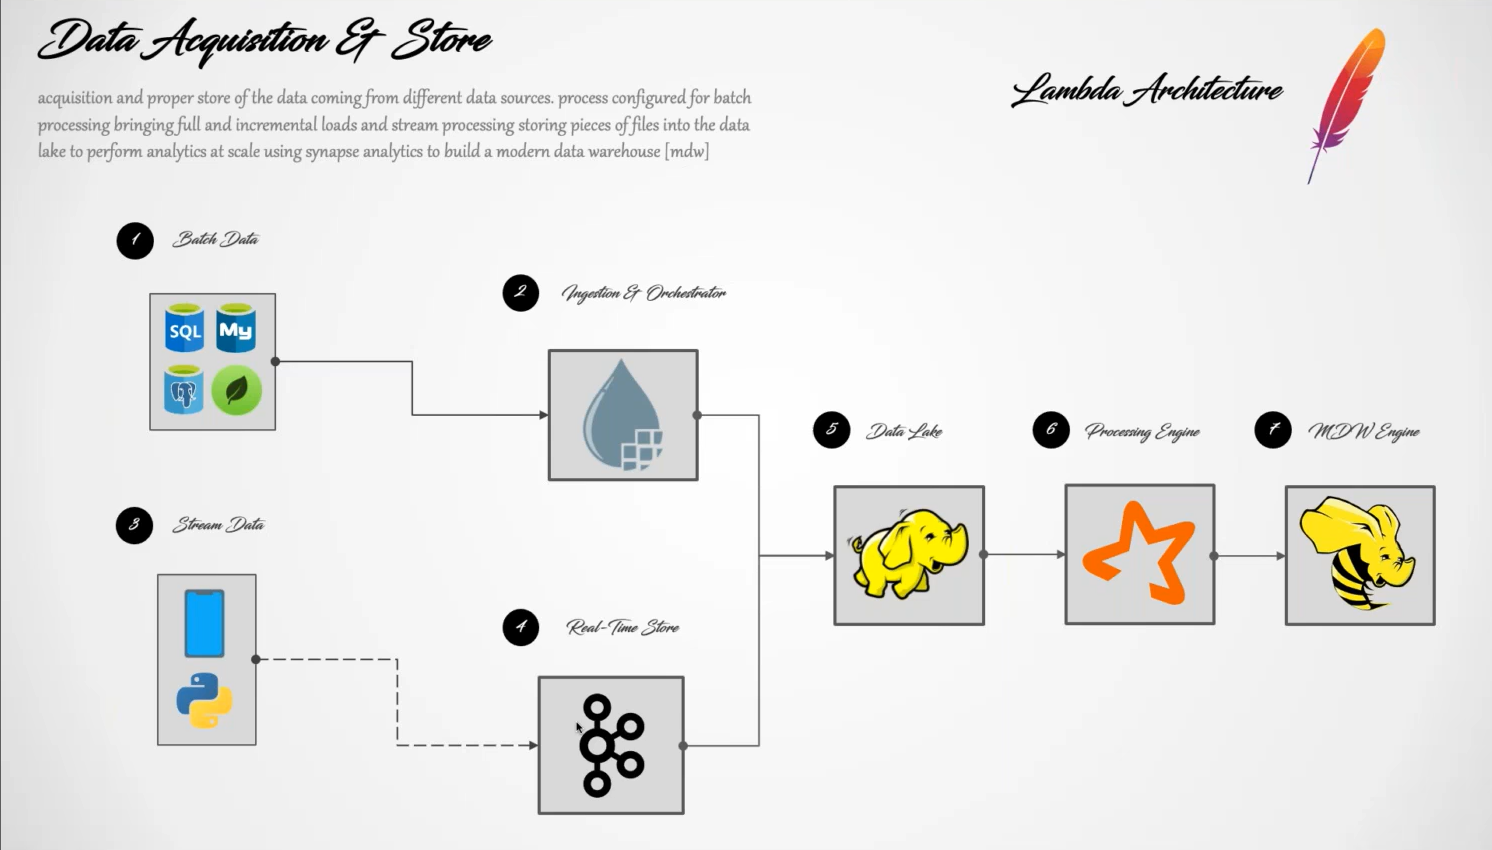 Data Acquisition & Store
acquisition and proper store of the data coming from different data sources. process configured for batch
processing bringing full and incremental loads and stream processing storing pieces of files into the data
lake to perform analytics at scale using synapse analytics to build a modern data warehouse [mdw]
Lambda Architecture
1 Batch Data
SQL My
2 Ingestion & Orchestrator
3 Stream Data
4 Real-Time Store
5 Data Lake
6 Processing Engine
7 MDW Engine